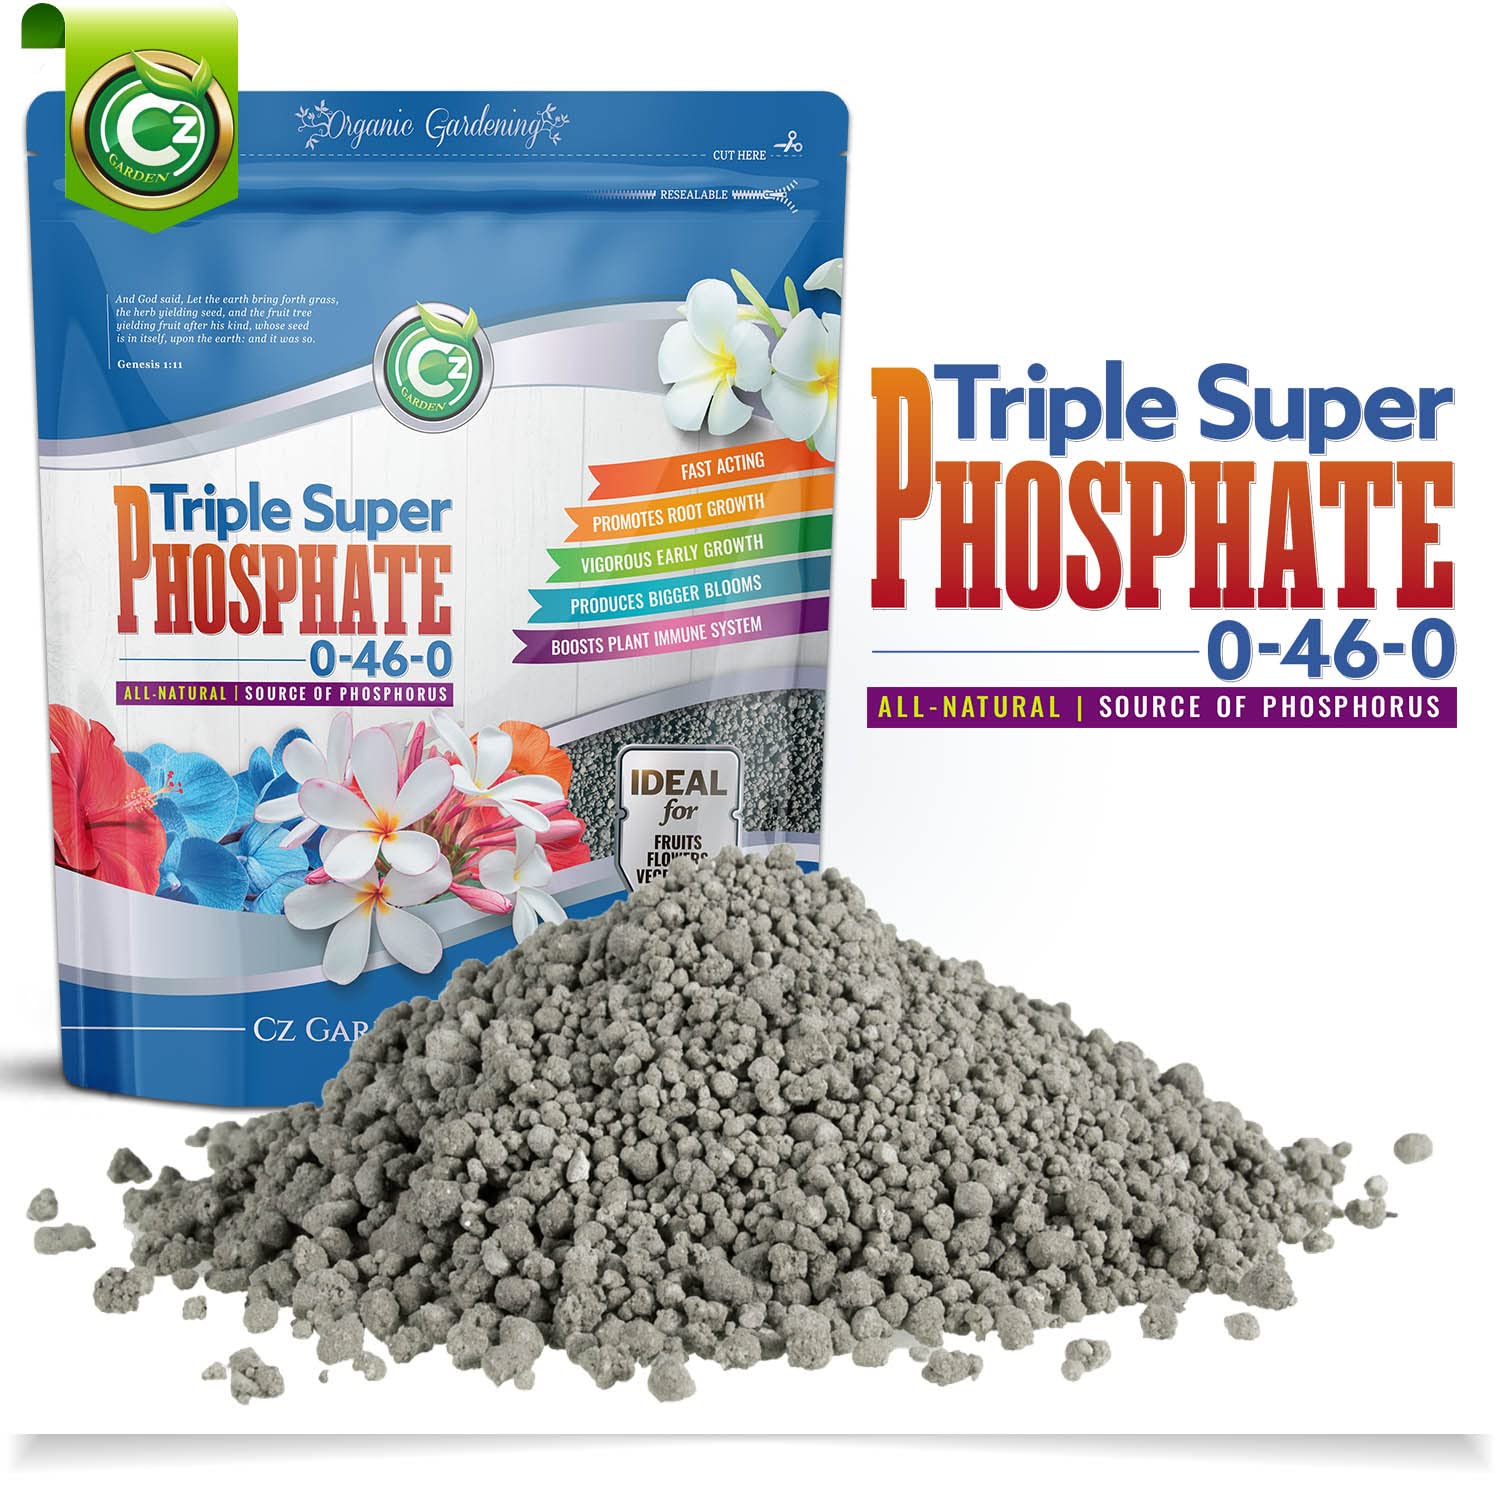 Cz
GARDEN
Organic Gardening
CUT HERE
RESEALABLE
And God said, Let the earth bring forth grass,
the herb yielding seed, and the fruit tree
yielding fruit after his kind, whose seed
is in itself, upon the earth: and it was so.
Genesis 1:11
Cz
GARDEN
FAST ACTING
PROMOTES ROOT GROWTH
VIGOROUS EARLY GROWTH
PRODUCES BIGGER BLOOMS
BOOSTS PLANT IMMUNE SYSTEM
Triple Super
PHOSPHATE
0-46-0
ALL-NATURAL | SOURCE OF PHOSPHORUS
IDEAL
for
FRUITS
FLOWERS
CZ
Triple Super
PHOSPHATE
0-46-0
ALL-NATURAL | SOURCE OF PHOSPHORUS